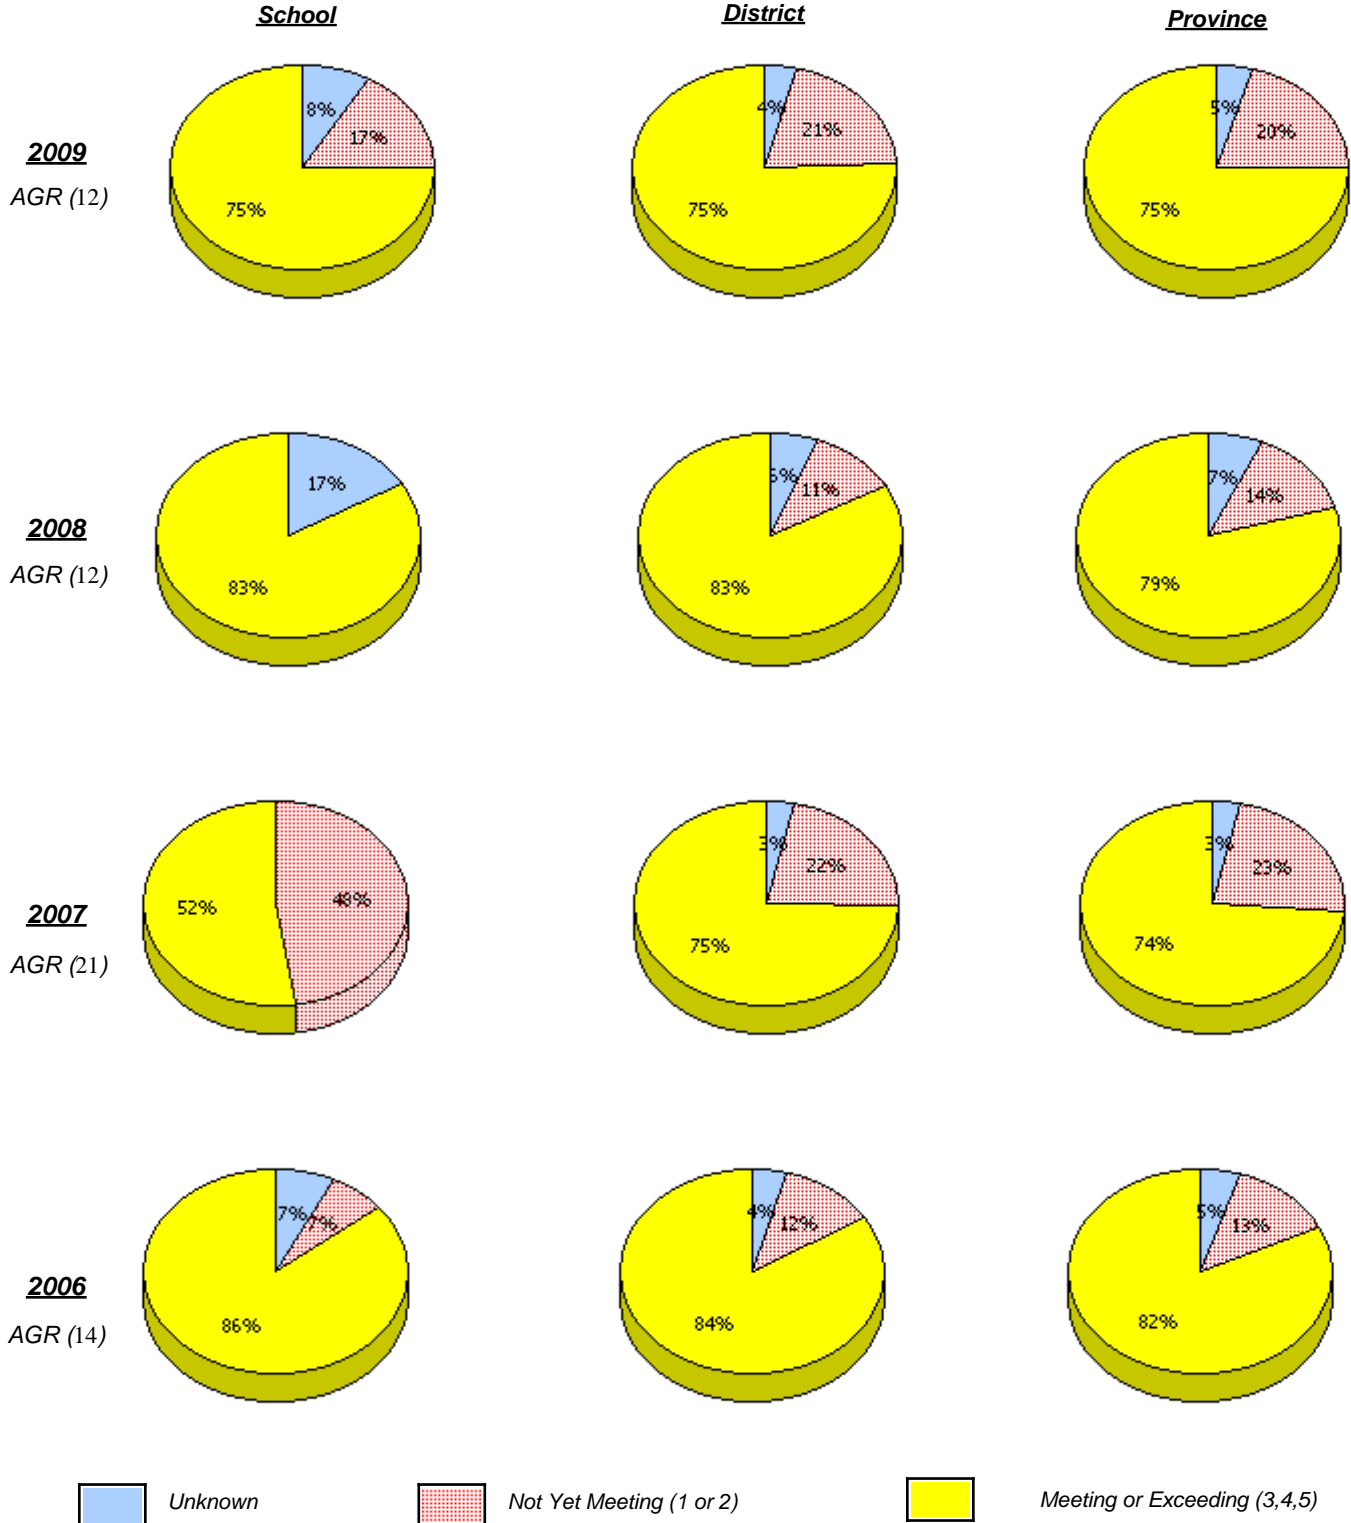 School District Province
2009
AGR (12)
8% 17% 75%
4% 21% 75%
5% 20% 75%
2008
AGR (12)
17% 83%
6% 11% 83%
7% 14% 79%
2007
AGR (21)
48% 52%
3% 22% 75%
3% 23% 74%
2006
AGR (14)
7% 7% 86%
4% 12% 84%
5% 13% 82%
Unknown Not Yet Meeting (1 or 2) Meeting or Exceeding (3,4,5)